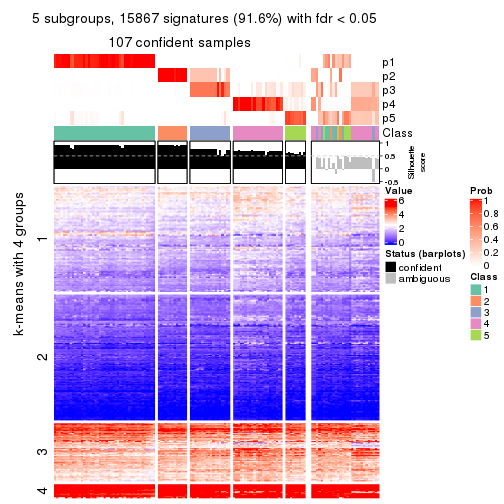 5 subgroups, 15867 signatures (91.6%) with fdr < 0.05
107 confident samples
p1
p2
p3
p4
p5
Class
1
0.5
0
-0.5
Silhouette
score
k-means with 4 groups
1
2
3
4
Value
6
4
2
0
Status (barplots)
confident
ambiguous
Prob
1
0.8
0.6
0.4
0.2
0
Class
1
2
3
4
5